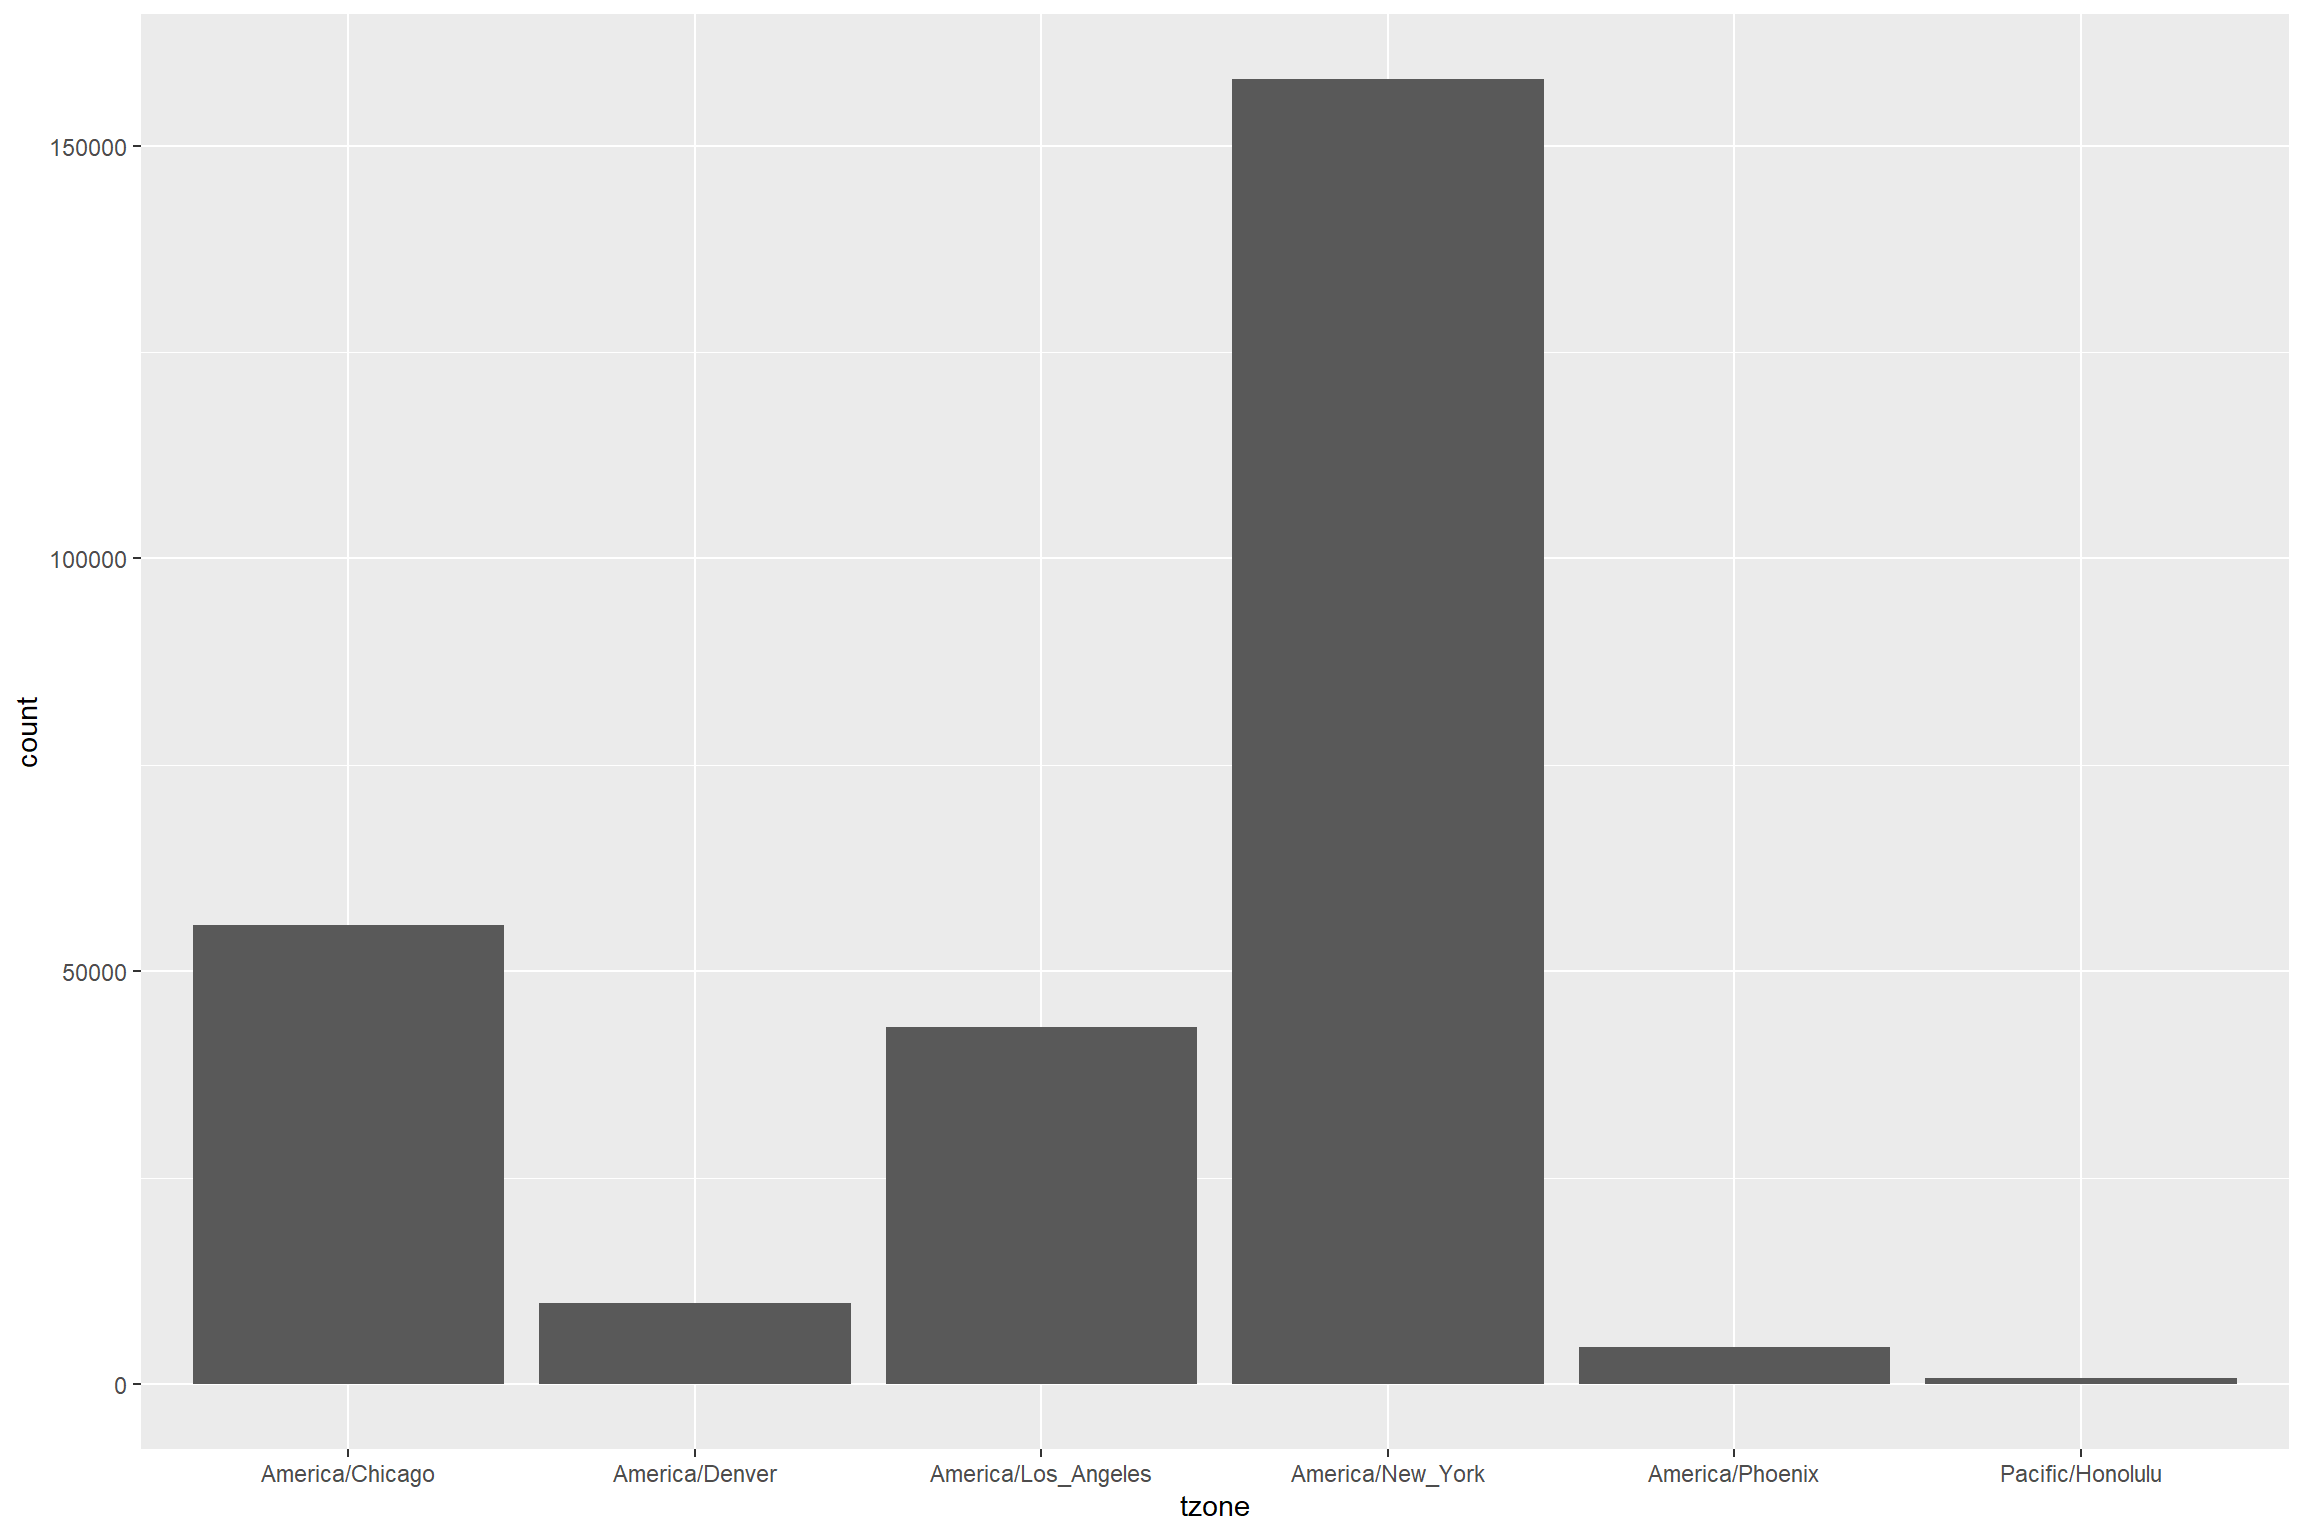 count
150000
100000
50000
0
America/Chicago America/Denver America/Los_Angeles America/New_York America/Phoenix Pacific/Honolulu
tzone